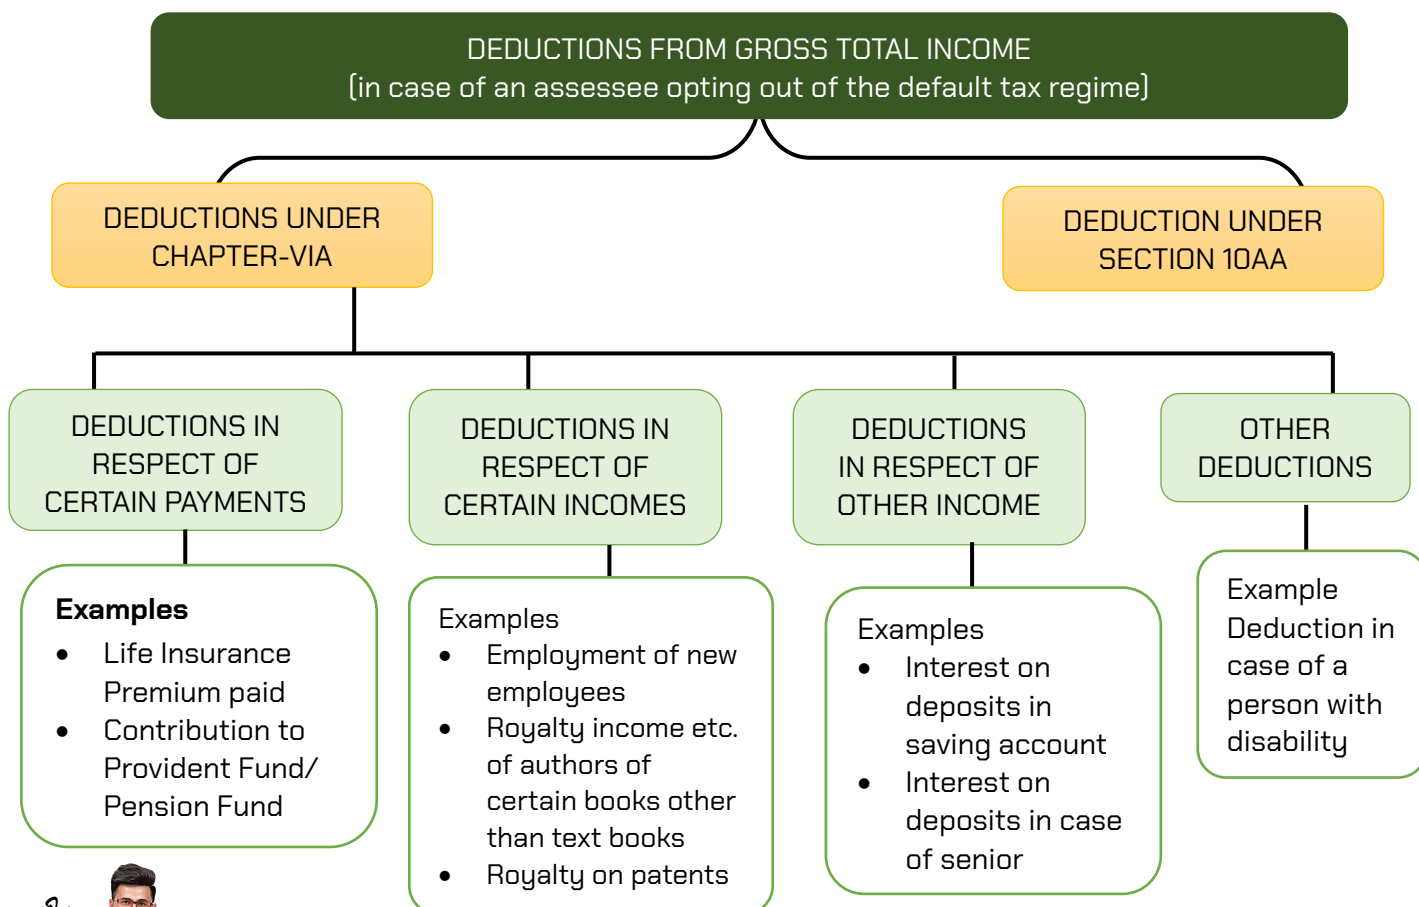 DEDUCTIONS FROM GROSS TOTAL INCOME
(in case of an assessee opting out of the default tax regime)
DEDUCTIONS UNDER
CHAPTER-VIA
DEDUCTION UNDER
SECTION 10AA
DEDUCTIONS IN
RESPECT OF
CERTAIN PAYMENTS
DEDUCTIONS IN
RESPECT OF
CERTAIN INCOMES
DEDUCTIONS
IN RESPECT OF
OTHER INCOME
OTHER
DEDUCTIONS
Examples
• Life Insurance
Premium paid
• Contribution to
Provident Fund/
Pension Fund
Examples
• Employment of new
employees
• Royalty income etc.
of authors of
certain books other
than text books
• Royalty on patents
Examples
• Interest on
deposits in
saving account
• Interest on
deposits in case
of senior
Example
Deduction in
case of a
person with
disability